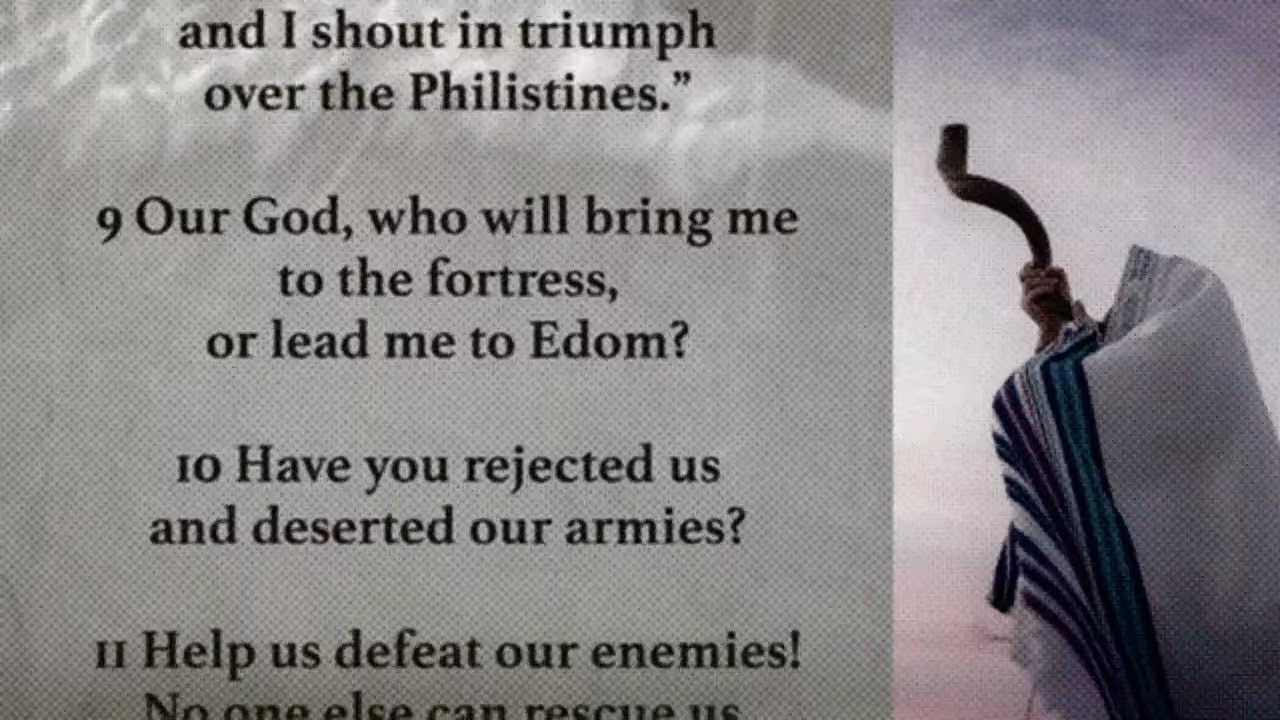 and I shout in triumph
over the Philistines.”
9 Our God, who will bring me
to the fortress,
or lead me to Edom?
10 Have you rejected us
and deserted our armies?
11 Help us defeat our enemies!
No one else can rescue us